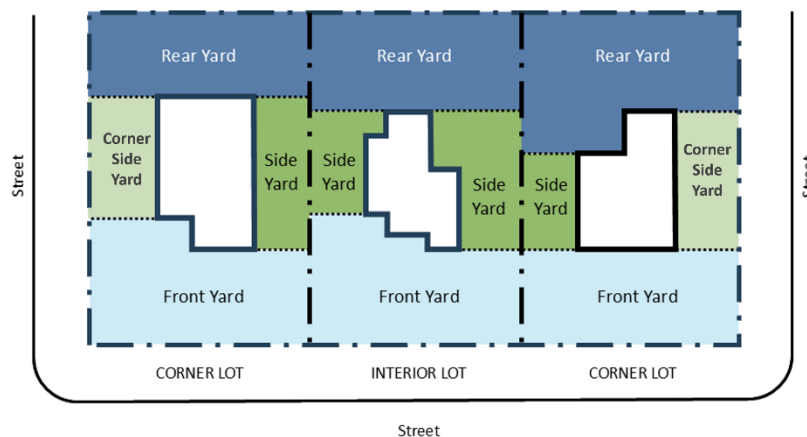 Rear Yard
Rear Yard
Rear Yard
Corner
Side
Yard
Side
Yard
Side
Yard
Side
Yard
Side
Yard
Corner
Side
Yard
Street
Street
Front Yard
Front Yard
Front Yard
CORNER LOT
INTERIOR LOT
CORNER LOT
Street